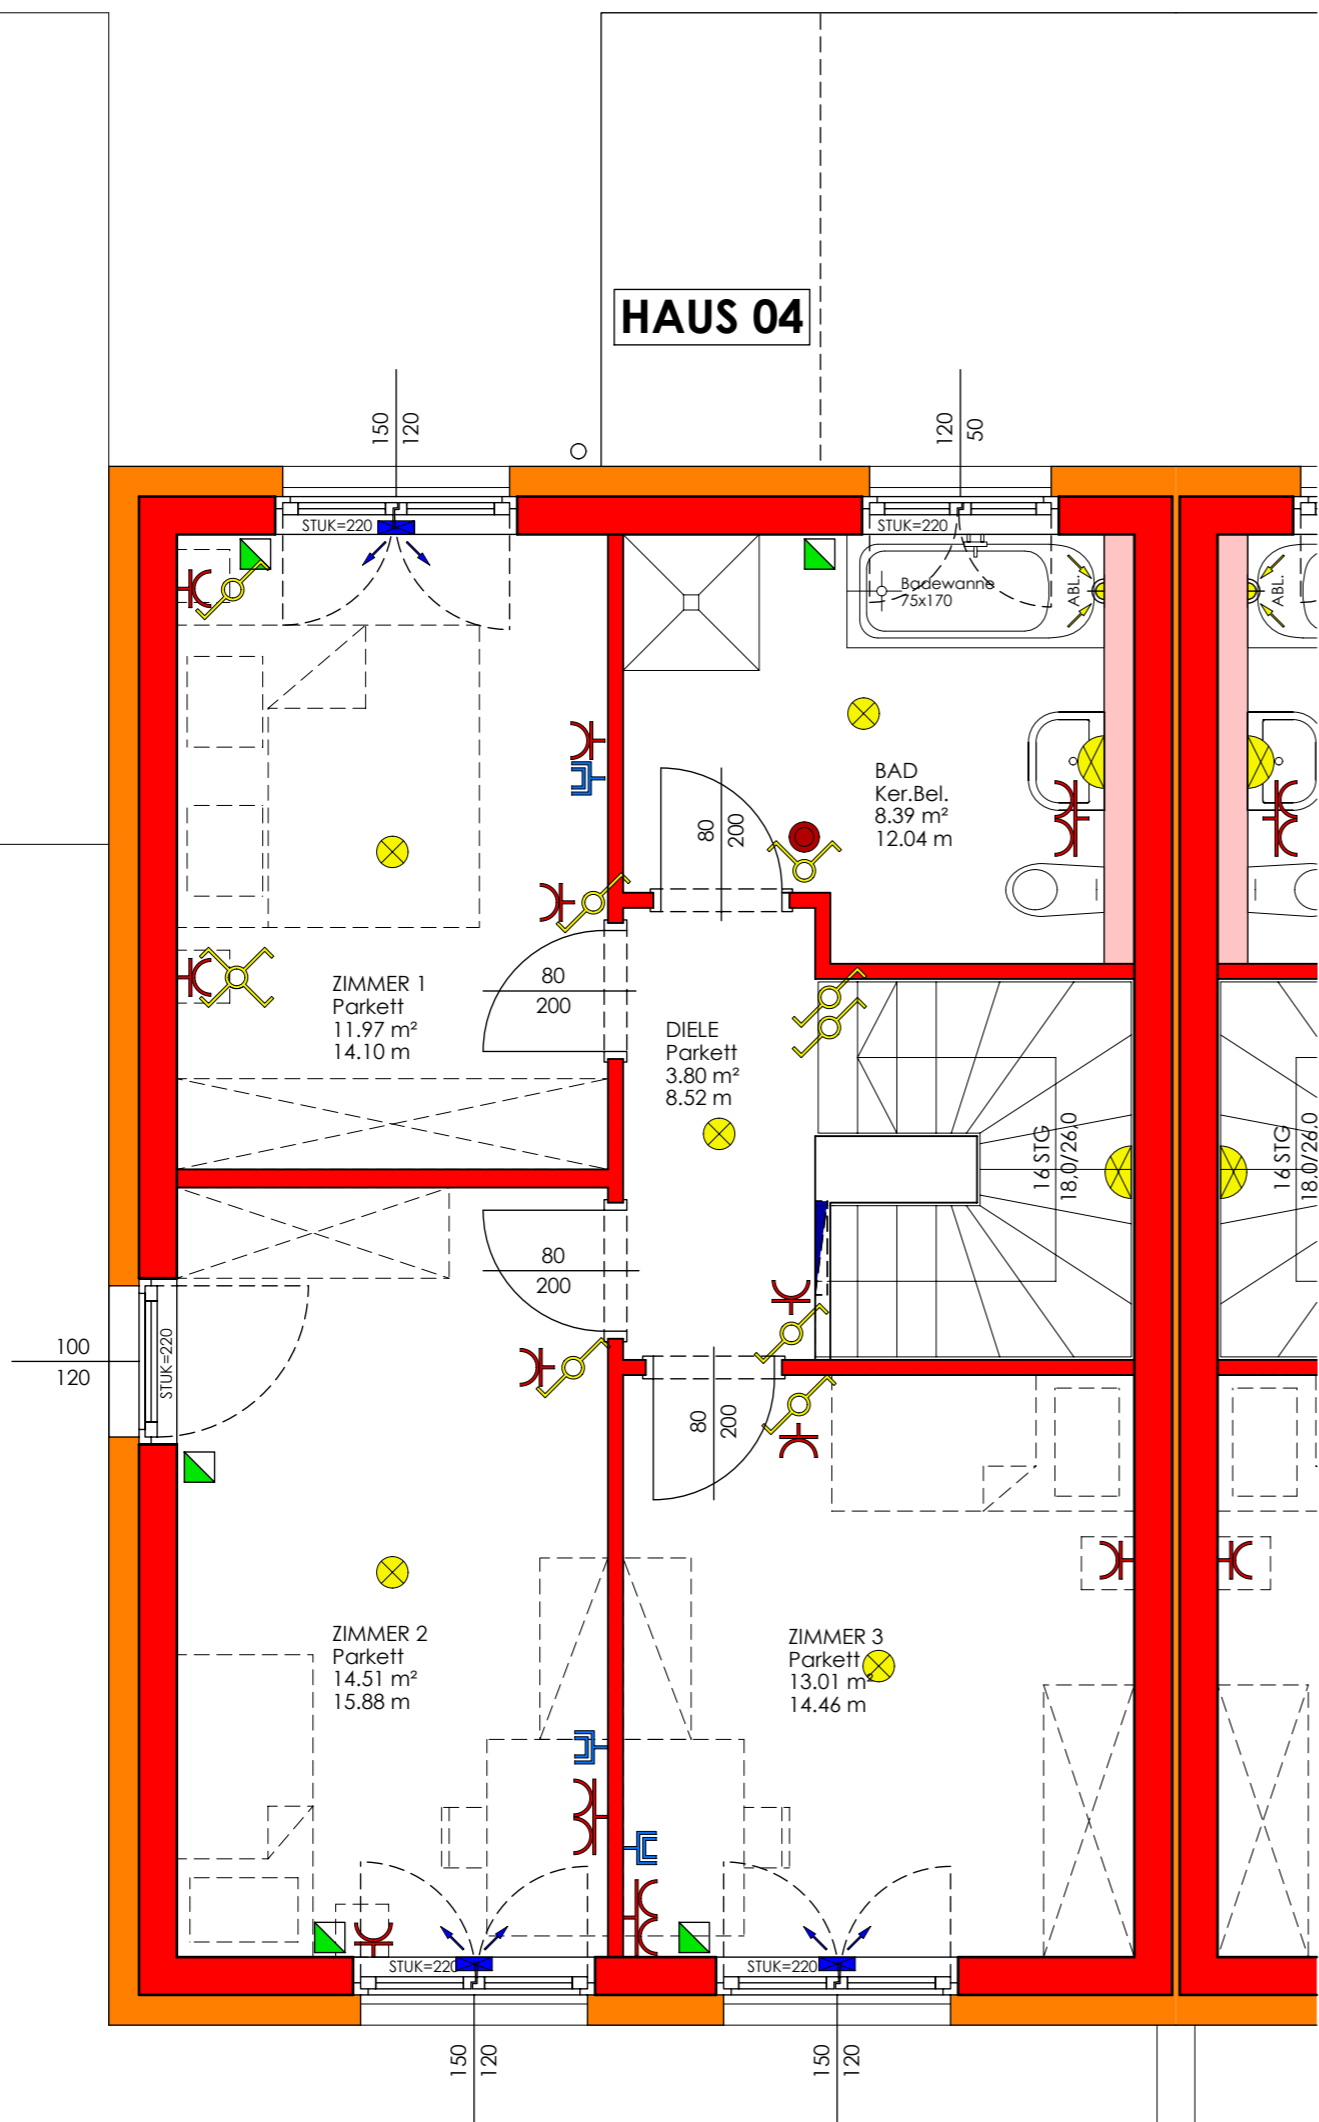 HAUS 04
150
120
120
50
STUK=220
STUK=220
Badewanne
75x170
ABL.
ABL.
BAD
Ker.Bel.
8.39 m²
12.04 m
80
200
ZIMMER 1
Parkett
11.97 m²
14.10 m
80
200
DIELE
Parkett
3.80 m²
8.52 m
16 STG
18,0/26,0
16 STG
18,0/26,0
80
200
100
120
STUK=220
80
200
ZIMMER 2
Parkett
14.51 m²
15.88 m
ZIMMER 3
Parkett
13.01 m²
14.46 m
STUK=220
STUK=220
150
120
150
120